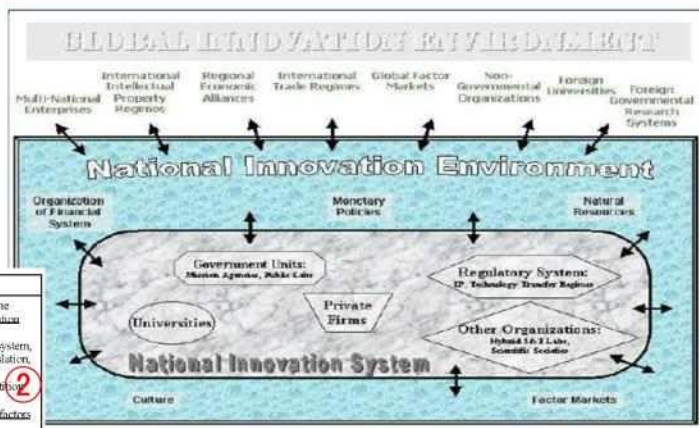 GLOBAL INNOVATION ENVIRONMENT
Multi-National
Enterprises
International
Intellectual
Property
Regimes
Regional
Economic
Alliances
International
Trade Regimes
Global Factor
Markets
Non-
Governmental
Organizations
Foreign
Universities
Foreign
Governmental
Research
Systems
National Innovation Environment
Organization
of Financial
System
Monetary
Policies
Natural
Resources
Government Units:
Mission Agencies, Public Labs
Regulatory System:
IP, Technology Transfer Regimes
Universities
Private
Firms
Other Organizations:
Hybrid S&T Labs,
Scientific Societies
National Innovation System
Culture
Factor Markets
system,
2
factors